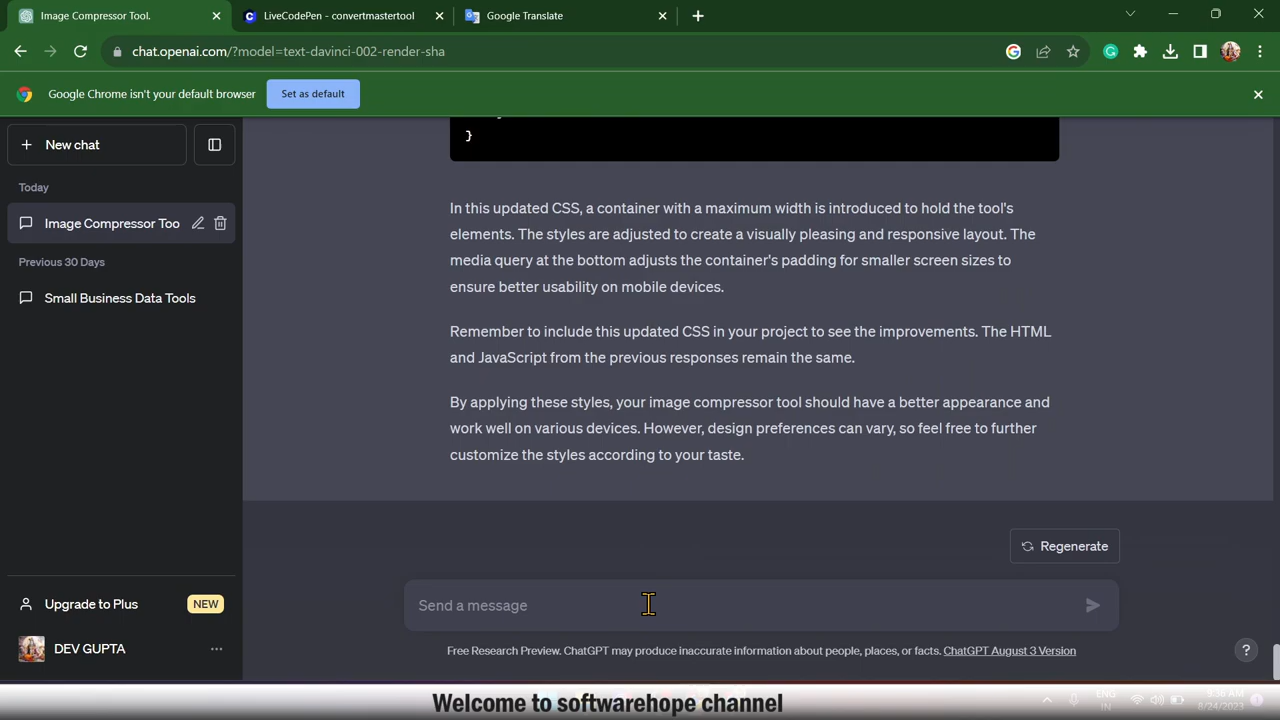 Image Compressor Tool.
LiveCodePen - convertmastertool
Google Translate
chat.openai.com/?model=text-davinci-002-render-sha
Google Chrome isn't your default browser
Set as default
New chat
Today
Image Compressor Too
Previous 30 Days
Small Business Data Tools
}
In this updated CSS, a container with a maximum width is introduced to hold the tool's
elements. The styles are adjusted to create a visually pleasing and responsive layout. The
media query at the bottom adjusts the container's padding for smaller screen sizes to
ensure better usability on mobile devices.
Remember to include this updated CSS in your project to see the improvements. The HTML
and JavaScript from the previous responses remain the same.
By applying these styles, your image compressor tool should have a better appearance and
work well on various devices. However, design preferences can vary, so feel free to further
customize the styles according to your taste.
Regenerate
Send a message
Free Research Preview. ChatGPT may produce inaccurate information about people, places, or facts. ChatGPT August 3 Version
?
Upgrade to Plus
NEW
DEV GUPTA
Welcome to softwarehope channel
ENG
IN
9:36 AM
8/24/2023